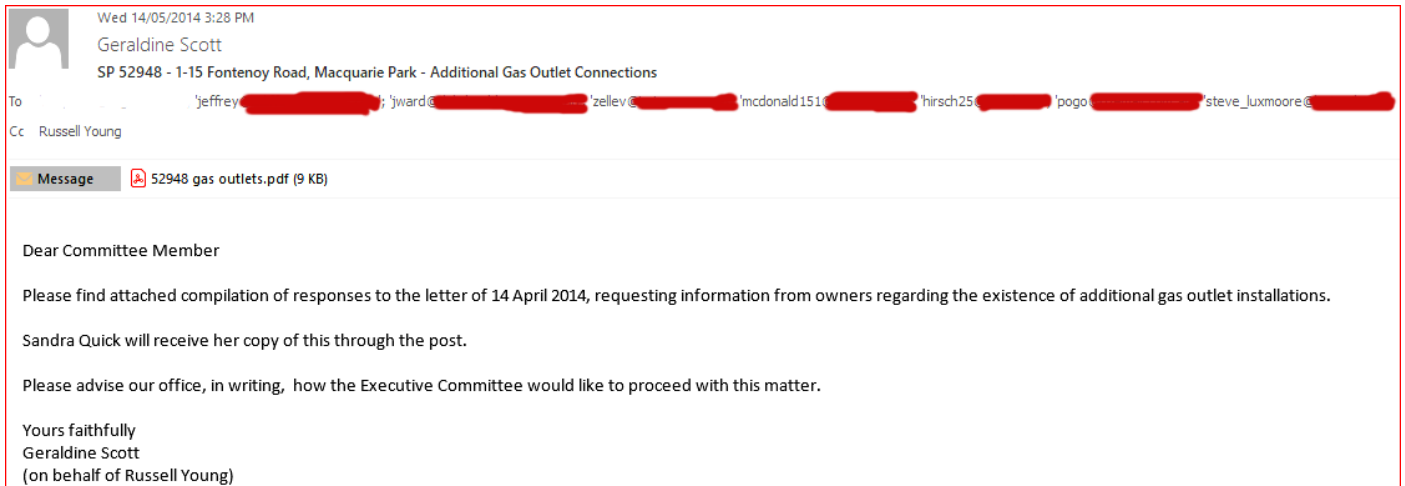 Wed 14/05/2014 3:28 PM
Geraldine Scott
SP 52948 - 1-15 Fontenoy Road, Macquarie Park - Additional Gas Outlet Connections
To 'jeffrey ; 'jward@ 'zellev@ 'mcdonald151@ 'hirsch25@ 'pogo 'steve_luxmoore@
Cc Russell Young
Message 52948 gas outlets.pdf (9 KB)
Dear Committee Member
Please find attached compilation of responses to the letter of 14 April 2014, requesting information from owners regarding the existence of additional gas outlet installations.
Sandra Quick will receive her copy of this through the post.
Please advise our office, in writing,  how the Executive Committee would like to proceed with this matter.
Yours faithfully
Geraldine Scott
(on behalf of Russell Young)